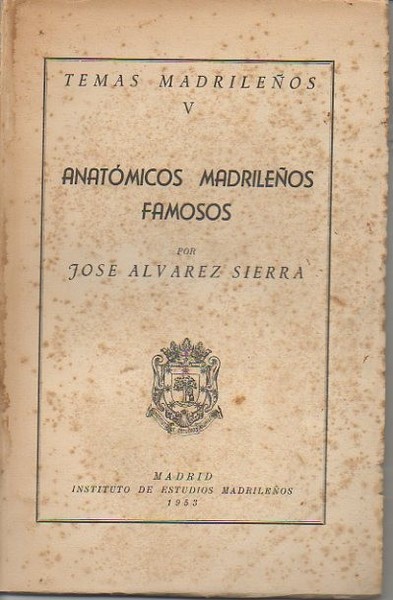 TEMAS MADRILEÑOS
V
ANATÓMICOS MADRILEÑOS
FAMOSOS
POR
JOSE ALVAREZ SIERRA
MADRID
INSTITUTO DE ESTUDIOS MADRILEÑOS
1953